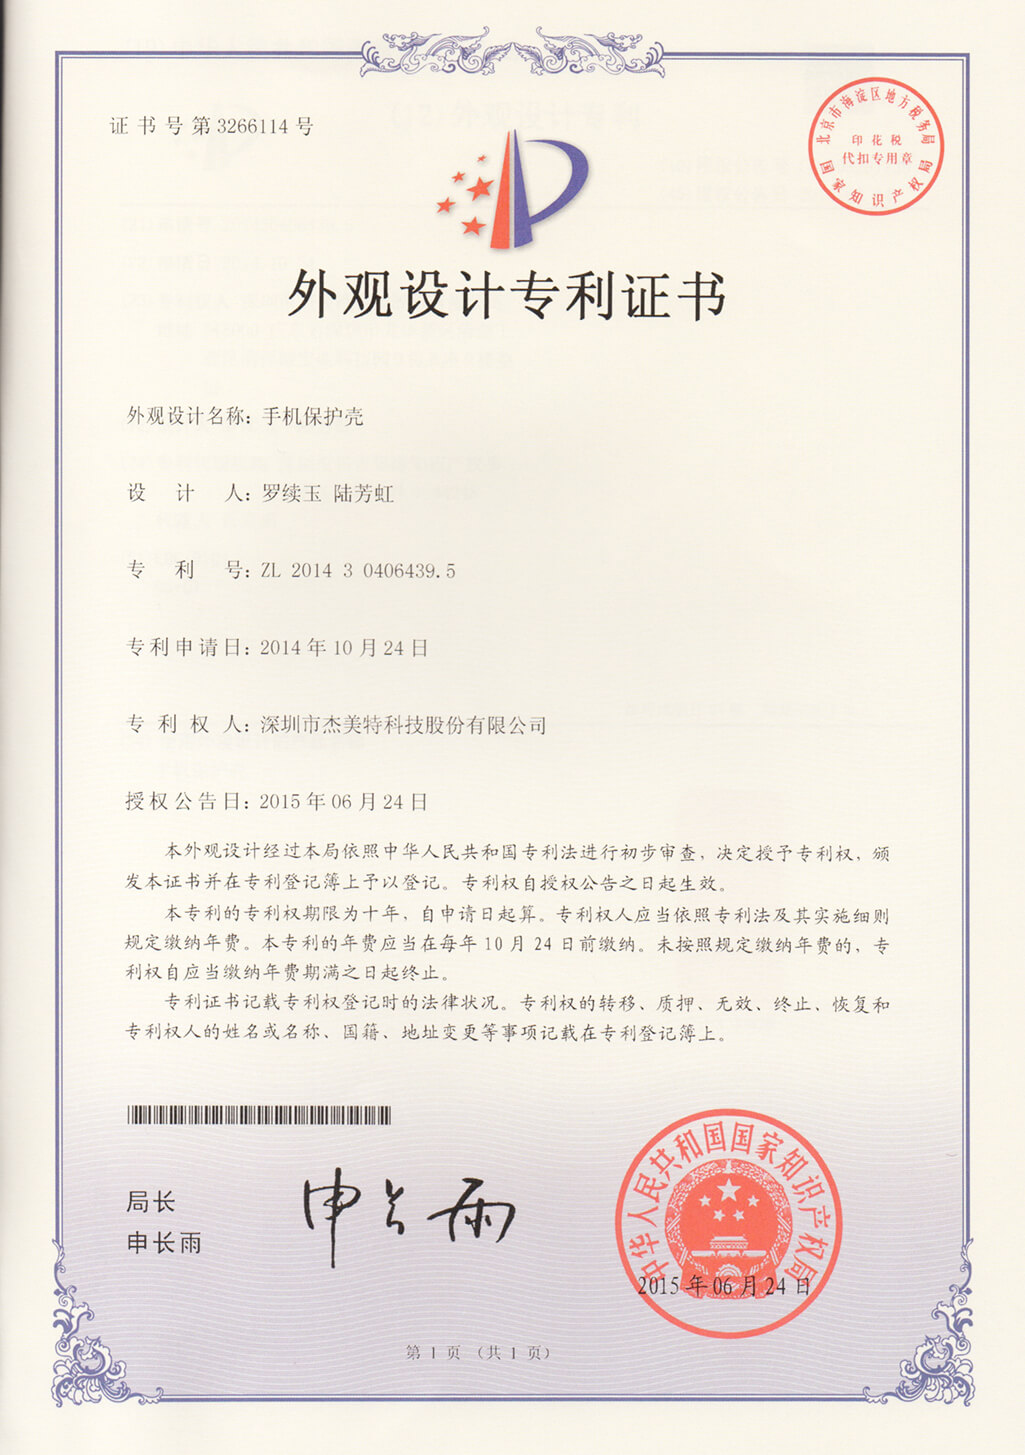 证书号第3266114号
北京市海淀区地方税务局
印花税
代扣专用章
国家知识产权局
外观设计专利证书
外观设计名称：手机保护壳
设计人：罗续玉 陆芳虹
专利号：ZL 2014 3 0406439.5
专利申请日：2014年10月24日
专利权人：深圳市杰美特科技股份有限公司
授权公告日：2015年06月24日
本外观设计经过本局依照中华人民共和国专利法进行初步审查，决定授予专利权，颁
发本证书并在专利登记簿上予以登记。专利权自授权公告之日起生效。
本专利的专利权期限为十年，自申请日起算。专利权人应当依照专利法及其实施细则
规定缴纳年费。本专利的年费应当在每年10月24日前缴纳。未按照规定缴纳年费的，专
利权自应当缴纳年费期满之日起终止。
专利证书记载专利权登记时的法律状况。专利权的转移、质押、无效、终止、恢复和
专利权人的姓名或名称、国籍、地址变更等事项记载在专利登记簿上。
局长
申长雨
申长雨
中华人民共和国国家知识产权局
2015年06月24日
第1页（共1页）